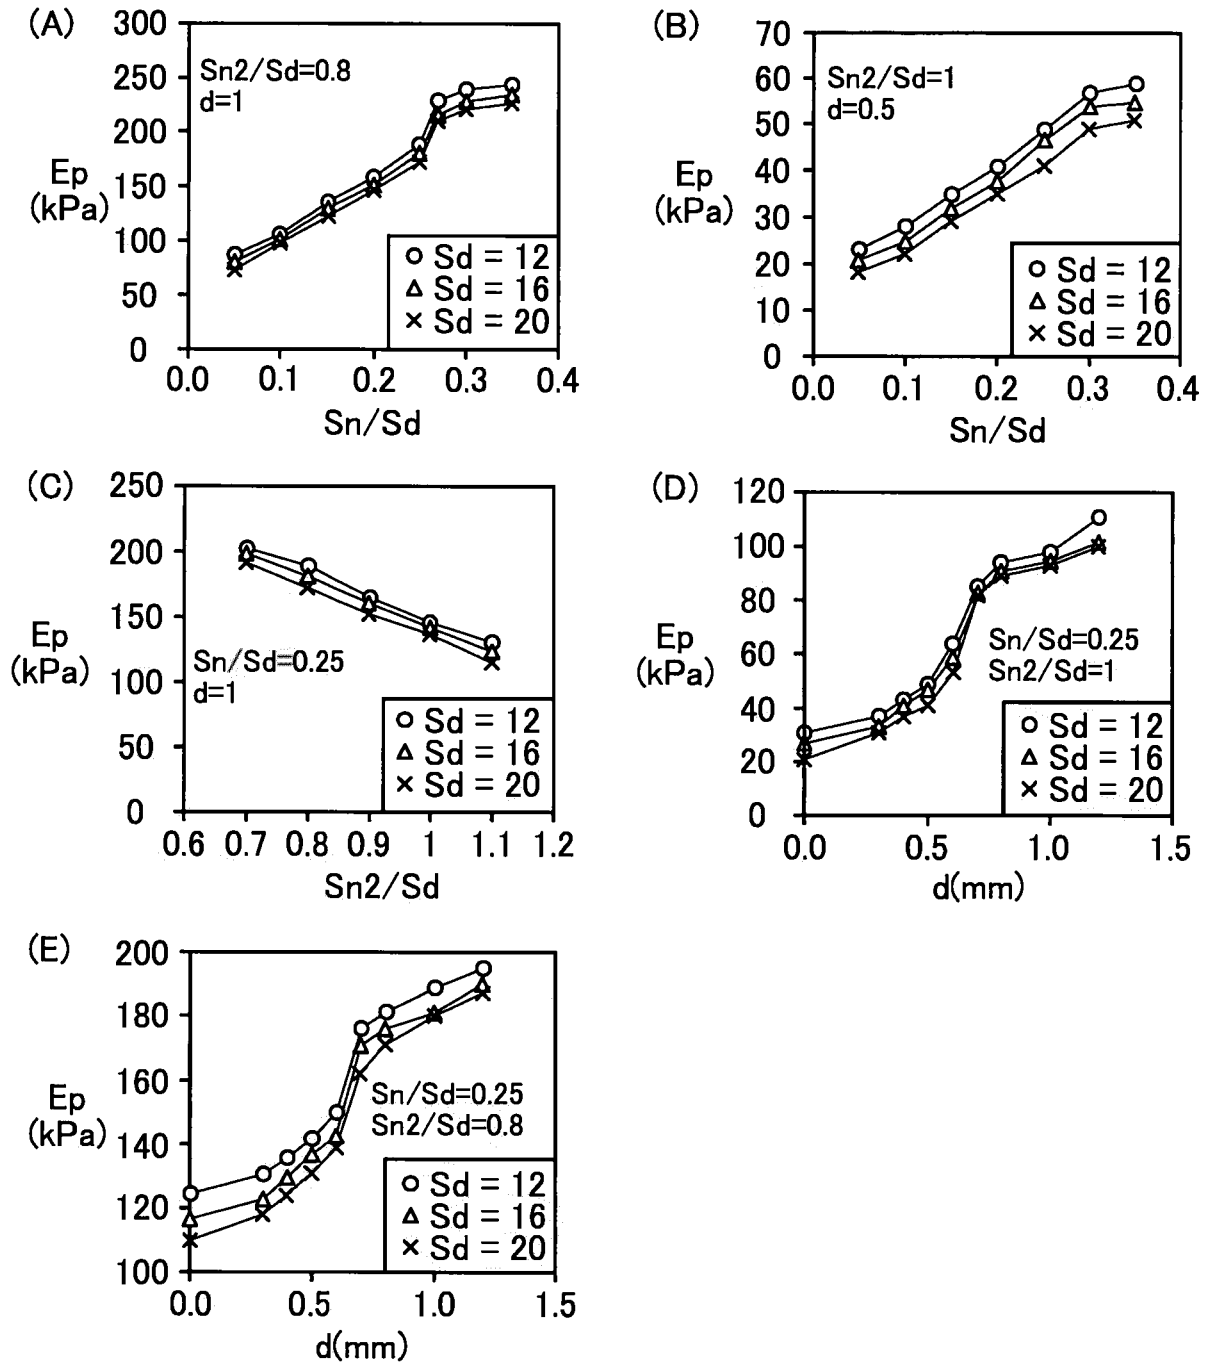 (A)
300
250
200
150
100
50
0
Ep
(kPa)
Sn2/Sd=0.8
d=1
Sd = 12
Sd = 16
Sd = 20
0.0 0.1 0.2 0.3 0.4
Sn/Sd
(B)
70
60
50
40
30
20
10
0
Ep
(kPa)
Sn2/Sd=1
d=0.5
Sd = 12
Sd = 16
Sd = 20
0.0 0.1 0.2 0.3 0.4
Sn/Sd
(C)
250
200
150
100
50
0
Ep
(kPa)
Sn/Sd=0.25
d=1
Sd = 12
Sd = 16
Sd = 20
0.6 0.7 0.8 0.9 1 1.1 1.2
Sn2/Sd
(D)
120
100
80
60
40
20
0
Ep
(kPa)
Sn/Sd=0.25
Sn2/Sd=1
Sd = 12
Sd = 16
Sd = 20
0.0 0.5 1.0 1.5
d(mm)
(E)
200
180
160
140
120
100
Ep
(kPa)
Sn/Sd=0.25
Sn2/Sd=0.8
Sd = 12
Sd = 16
Sd = 20
0.0 0.5 1.0 1.5
d(mm)